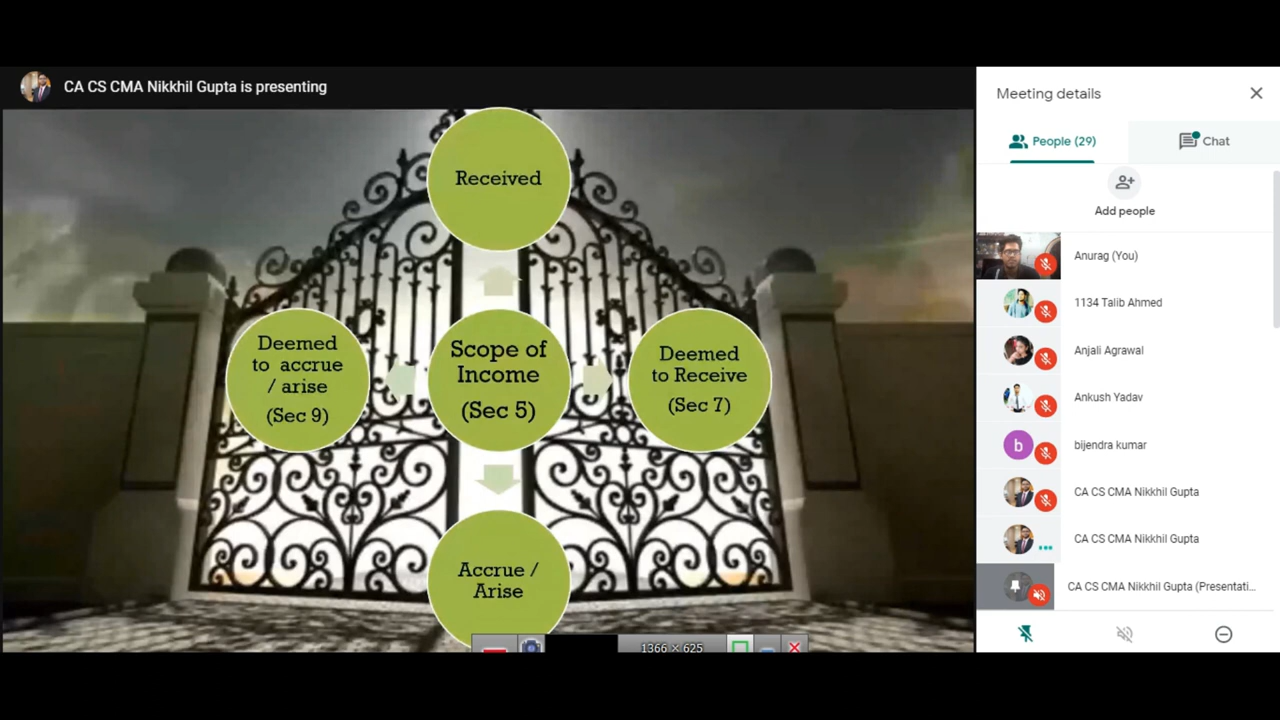 CA CS CMA Nikkhil Gupta is presenting
Received
Deemed
to accrue
/ arise
(Sec 9)
Scope of
Income
(Sec 5)
Deemed
to Receive
(Sec 7)
Accrue /
Arise
1366 × 625
Meeting details
People (29)
Chat
Add people
Anurag (You)
1134 Talib Ahmed
Anjali Agrawal
Ankush Yadav
b
bijendra kumar
CA CS CMA Nikkhil Gupta
CA CS CMA Nikkhil Gupta
CA CS CMA Nikkhil Gupta (Presentati...